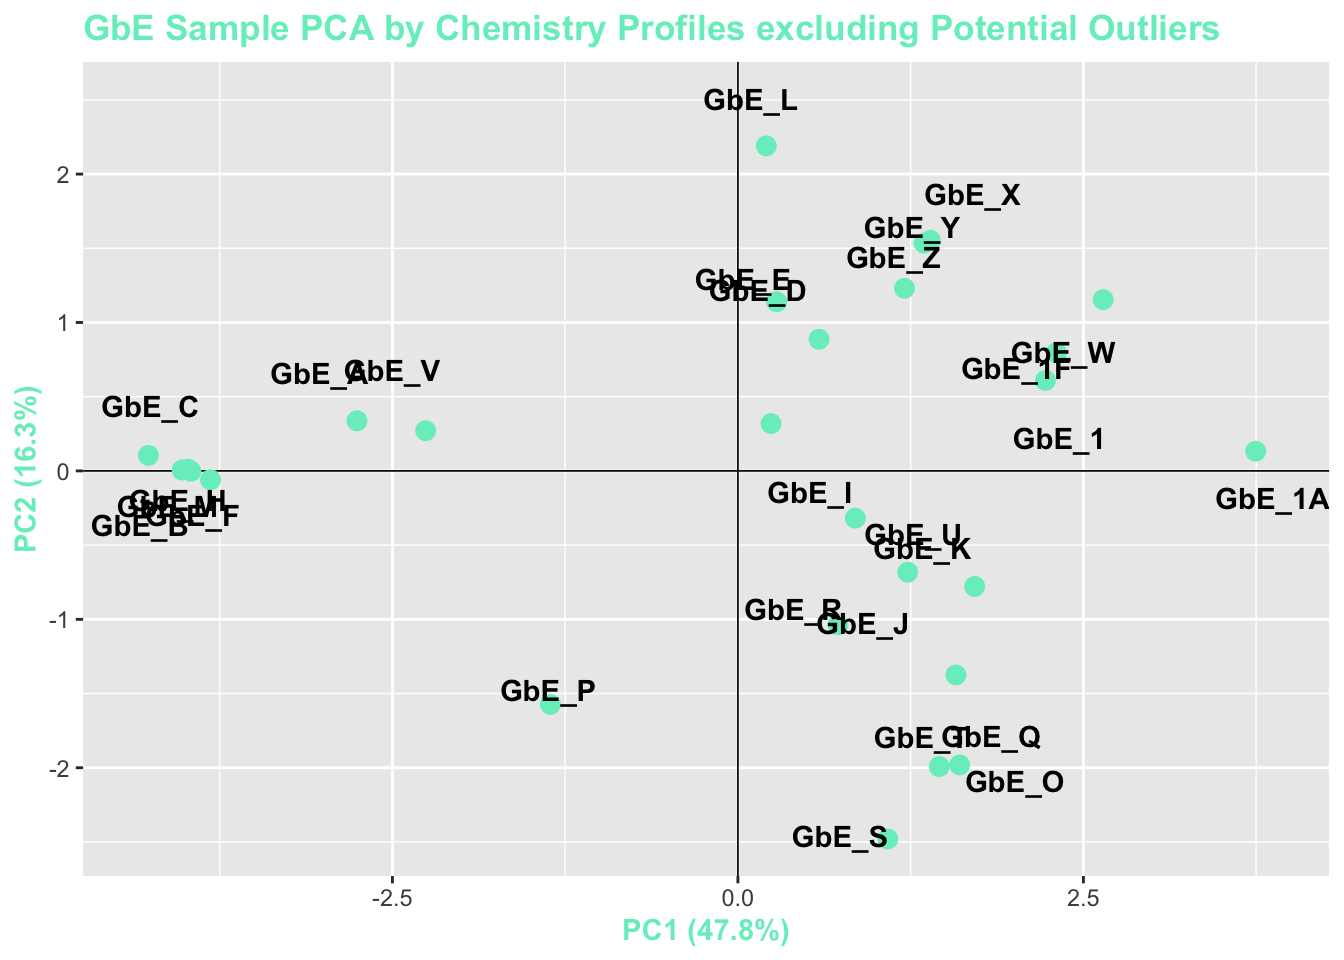 GbE Sample PCA by Chemistry Profiles excluding Potential Outliers
GbE_L
GbE_X
GbE_Y
GbE_Z
GbE_E
GbE_D
GbE_W
GbE_1F
GbE_A
GbE_V
GbE_C
GbE_1
GbE_H
GbE_M
GbE_F
GbE_B
GbE_I
GbE_1A
GbE_U
GbE_K
GbE_R
GbE_J
GbE_P
GbE_T
GbE_Q
GbE_O
GbE_S
2
1
0
-1
-2
PC2 (16.3%)
-2.5
0.0
2.5
PC1 (47.8%)